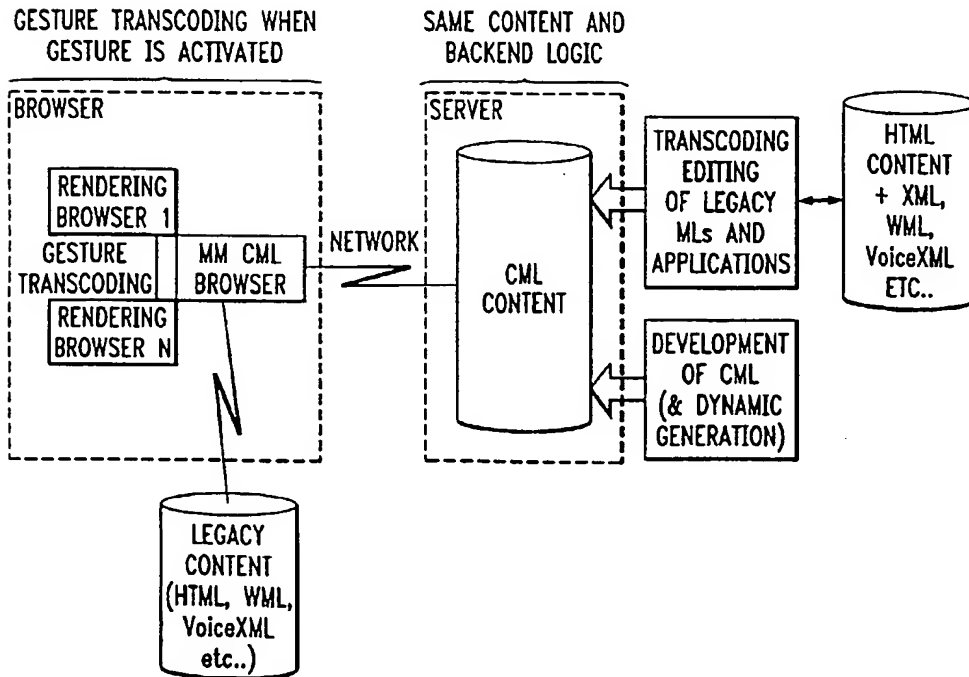 GESTURE TRANSCODING WHEN
GESTURE IS ACTIVATED
SAME CONTENT AND
BACKEND LOGIC
BROWSER
RENDERING
BROWSER 1
GESTURE
TRANSCODING
MM CML
BROWSER
RENDERING
BROWSER N
NETWORK
SERVER
CML
CONTENT
TRANSCODING
EDITING
OF LEGACY
MLs AND
APPLICATIONS
HTML
CONTENT
+ XML,
WML,
VoiceXML
ETC..
DEVELOPMENT
OF CML
(& DYNAMIC
GENERATION)
LEGACY
CONTENT
(HTML, WML,
VoiceXML
etc..)